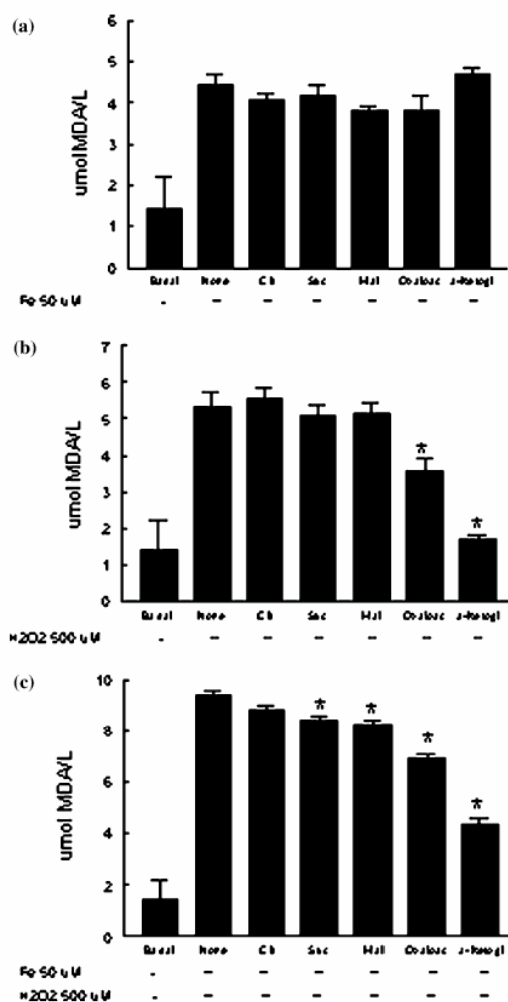 (a)
umol MDA/L
6
5
4
3
2
1
0
Basal None Cit Suc Mal Oxaloac a-Ketogl
Fe 50 uM - – – – – – –
(b)
umol MDA/L
7
6
5
4
3
2
1
0
* *
Basal None Cit Suc Mal Oxaloac a-Ketogl
H2O2 500 uM - – – – – – –
(c)
umol MDA/L
10
8
6
4
2
0
* * * *
Basal None Cit Suc Mal Oxaloac a-Ketogl
Fe 50 uM - – – – – – –
H2O2 500 uM - – – – – – –